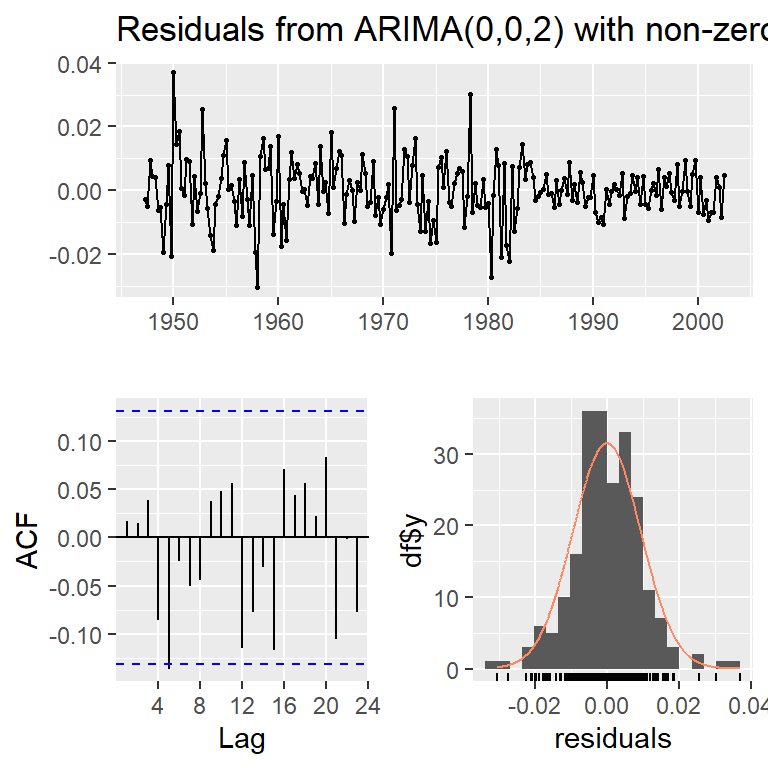 Residuals from ARIMA(0,0,2) with non-zero
0.04
0.02
0.00
-0.02
1950 1960 1970 1980 1990 2000
ACF
0.10
0.05
0.00
-0.05
-0.10
4 8 12 16 20 24
Lag
df$y
30
20
10
0
-0.02 0.00 0.02 0.04
residuals